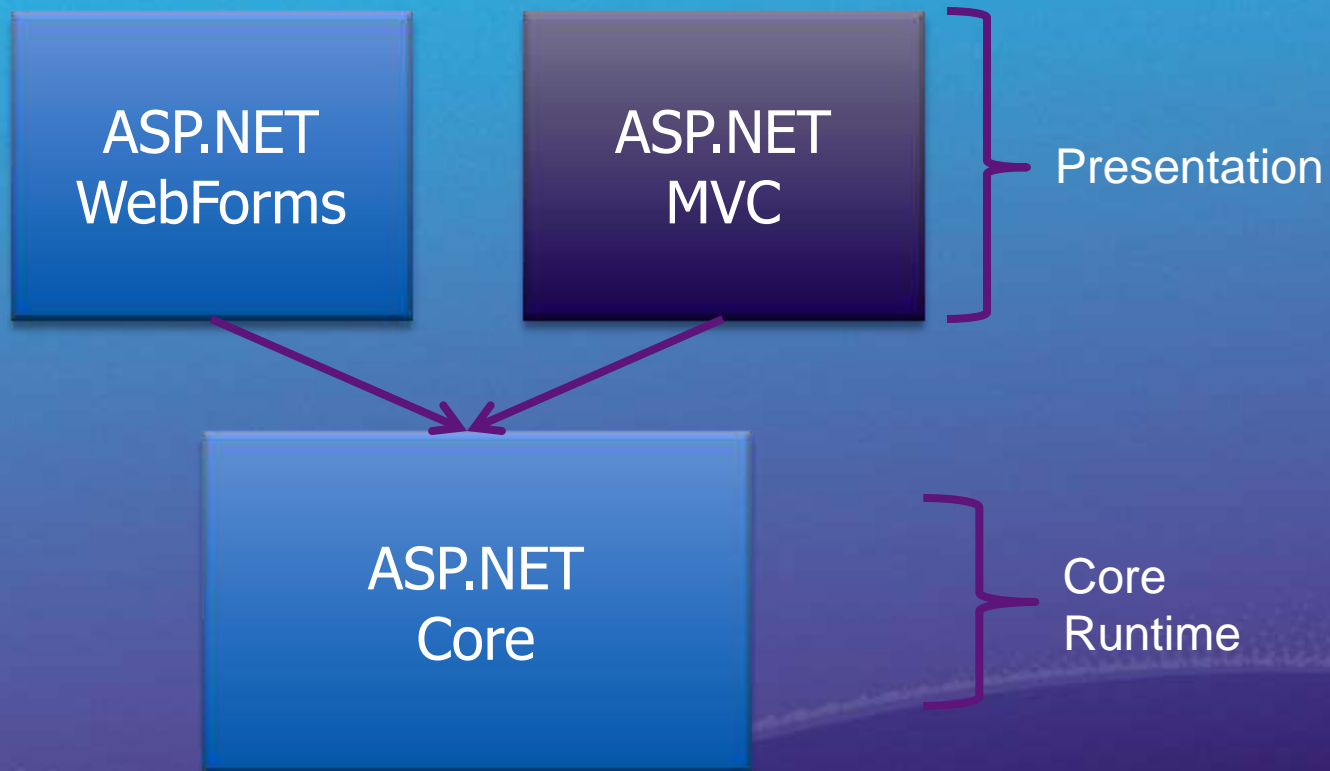 ASP.NET
WebForms
ASP.NET
MVC
Presentation
ASP.NET
Core
Core
Runtime